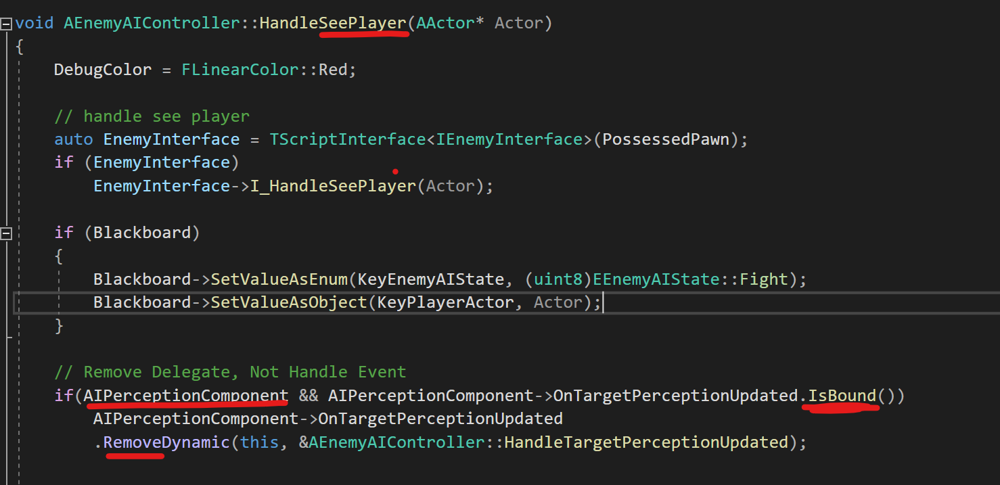 void AEnemyAIController::HandleSeePlayer(AActor* Actor)
{
DebugColor = FLinearColor::Red;
// handle see player
auto EnemyInterface = TScriptInterface<IEnemyInterface>(PossessedPawn);
if (EnemyInterface)
EnemyInterface->I_HandleSeePlayer(Actor);
if (Blackboard)
{
Blackboard->SetValueAsEnum(KeyEnemyAIState, (uint8)EEnemyAIState::Fight);
Blackboard->SetValueAsObject(KeyPlayerActor, Actor);
}
// Remove Delegate, Not Handle Event
if(AIPerceptionComponent && AIPerceptionComponent->OnTargetPerceptionUpdated.IsBound())
AIPerceptionComponent->OnTargetPerceptionUpdated
.RemoveDynamic(this, &AEnemyAIController::HandleTargetPerceptionUpdated);